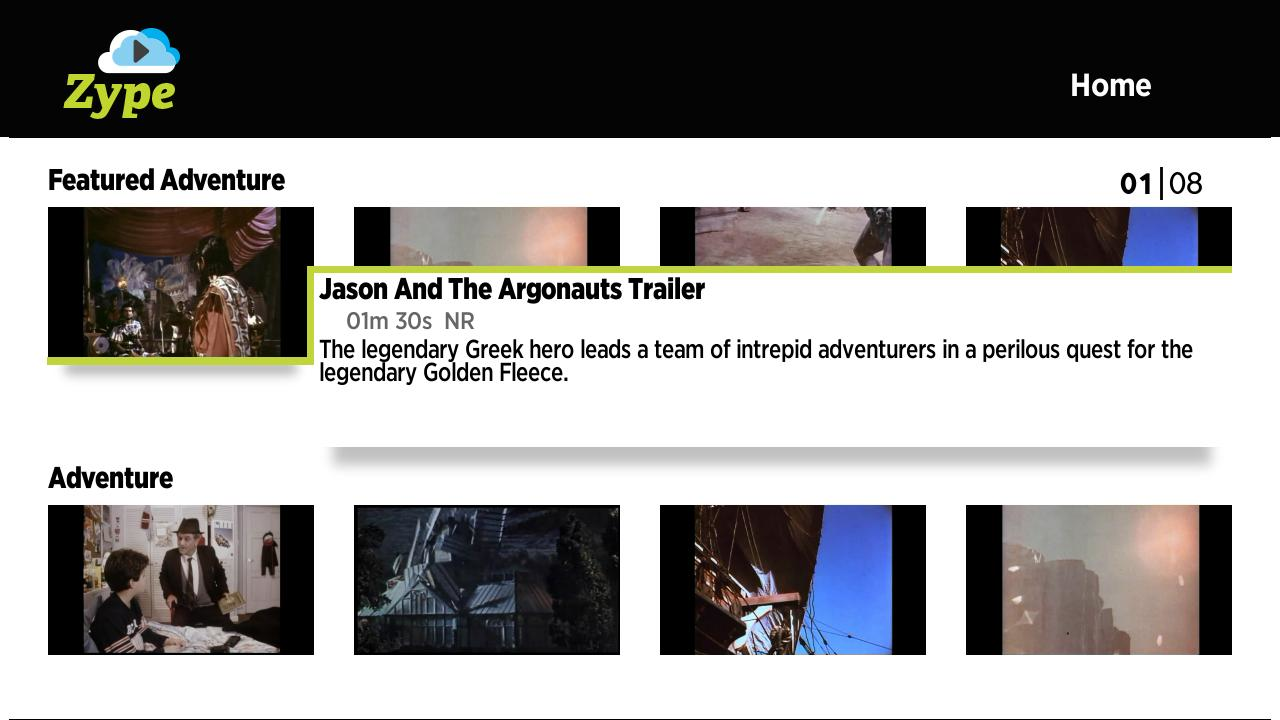 Zype
Home
Featured Adventure
01|08
Jason And The Argonauts Trailer
01m 30s NR
The legendary Greek hero leads a team of intrepid adventurers in a perilous quest for the
legendary Golden Fleece.
Adventure